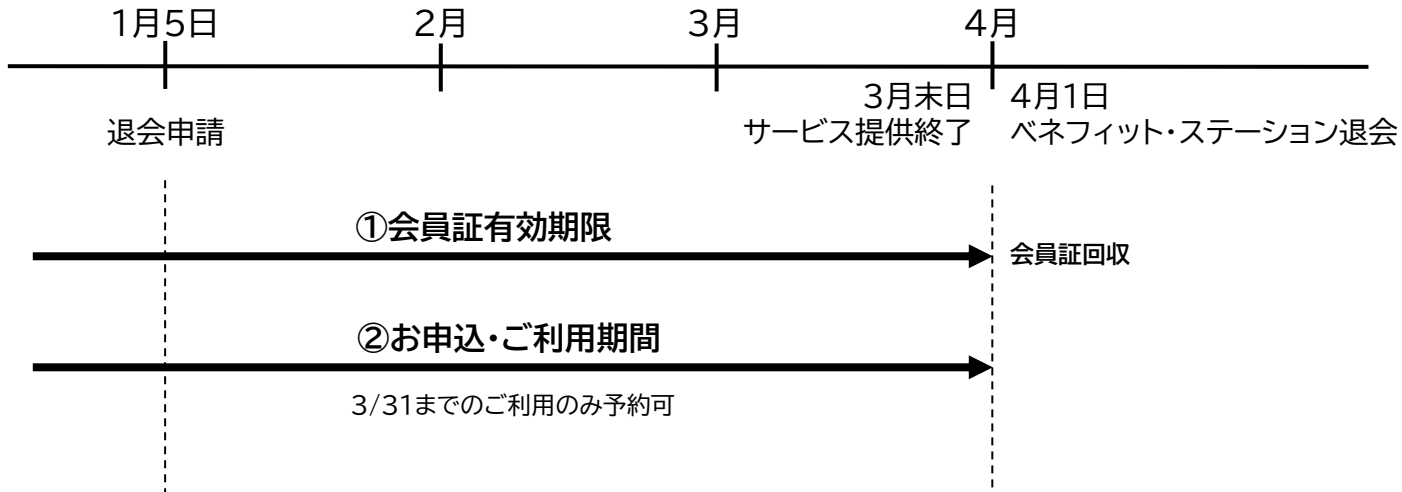 1月5日
2月
3月
4月
退会申請
3月末日
サービス提供終了
4月1日
ベネフィット・ステーション退会
①会員証有効期限
会員証回収
②お申込・ご利用期間
3/31までのご利用のみ予約可